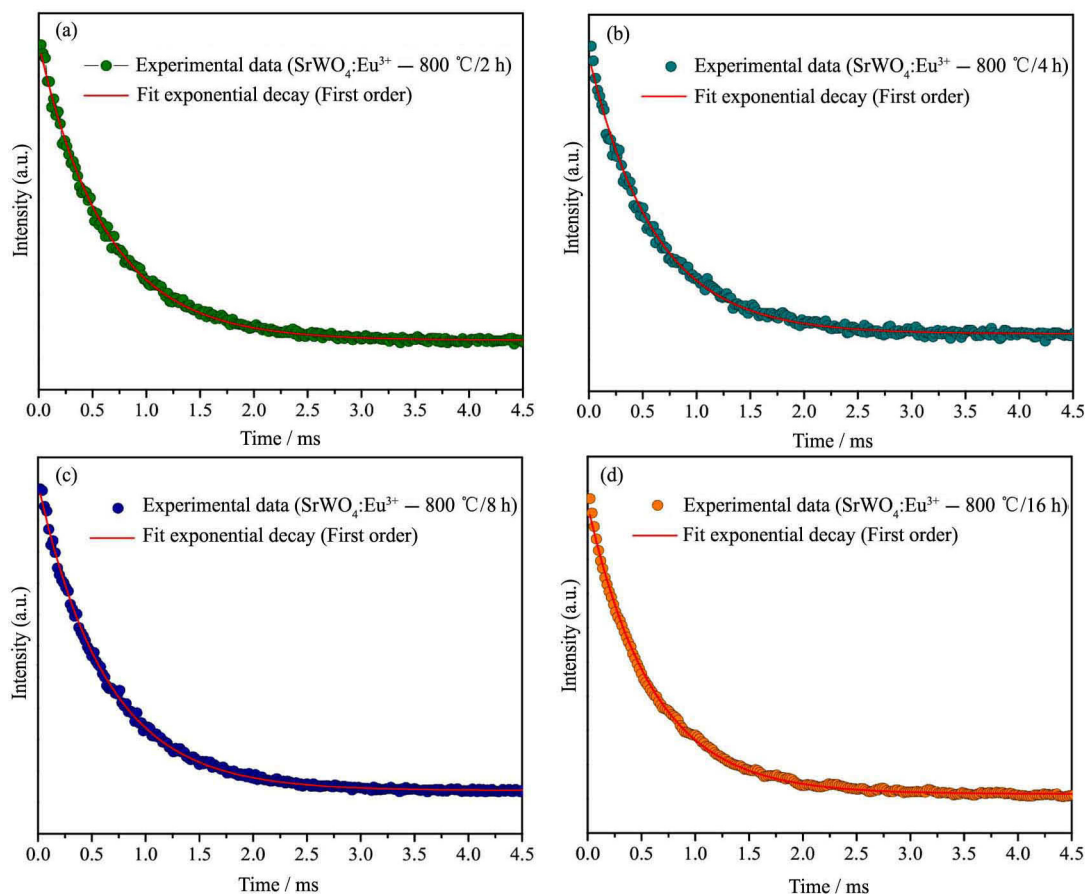 (a)
Experimental data (SrWO₄:Eu³⁺ — 800 ℃/2 h)
Fit exponential decay (First order)
Intensity (a.u.)
0.0 0.5 1.0 1.5 2.0 2.5 3.0 3.5 4.0 4.5
Time / ms
(b)
Experimental data (SrWO₄:Eu³⁺ — 800 ℃/4 h)
Fit exponential decay (First order)
Intensity (a.u.)
0.0 0.5 1.0 1.5 2.0 2.5 3.0 3.5 4.0 4.5
Time / ms
(c)
Experimental data (SrWO₄:Eu³⁺ — 800 ℃/8 h)
Fit exponential decay (First order)
Intensity (a.u.)
0.0 0.5 1.0 1.5 2.0 2.5 3.0 3.5 4.0 4.5
Time / ms
(d)
Experimental data (SrWO₄:Eu³⁺ — 800 ℃/16 h)
Fit exponential decay (First order)
Intensity (a.u.)
0.0 0.5 1.0 1.5 2.0 2.5 3.0 3.5 4.0 4.5
Time / ms